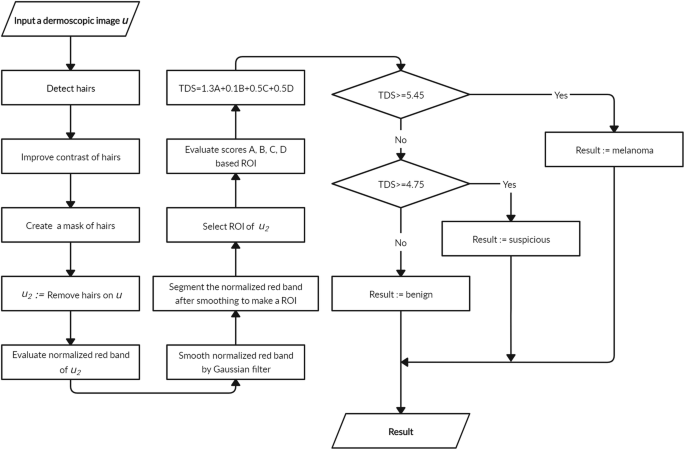 Input a dermoscopic image u
Detect hairs
Improve contrast of hairs
Create a mask of hairs
u2 := Remove hairs on u
Evaluate normalized red band
of u2
Smooth normalized red band
by Gaussian filter
Segment the normalized red band
after smoothing to make a ROI
Select ROI of u2
Evaluate scores A, B, C, D
based ROI
TDS=1.3A+0.1B+0.5C+0.5D
TDS>=5.45
Yes
Result := melanoma
No
TDS>=4.75
Yes
Result := suspicious
No
Result := benign
Result